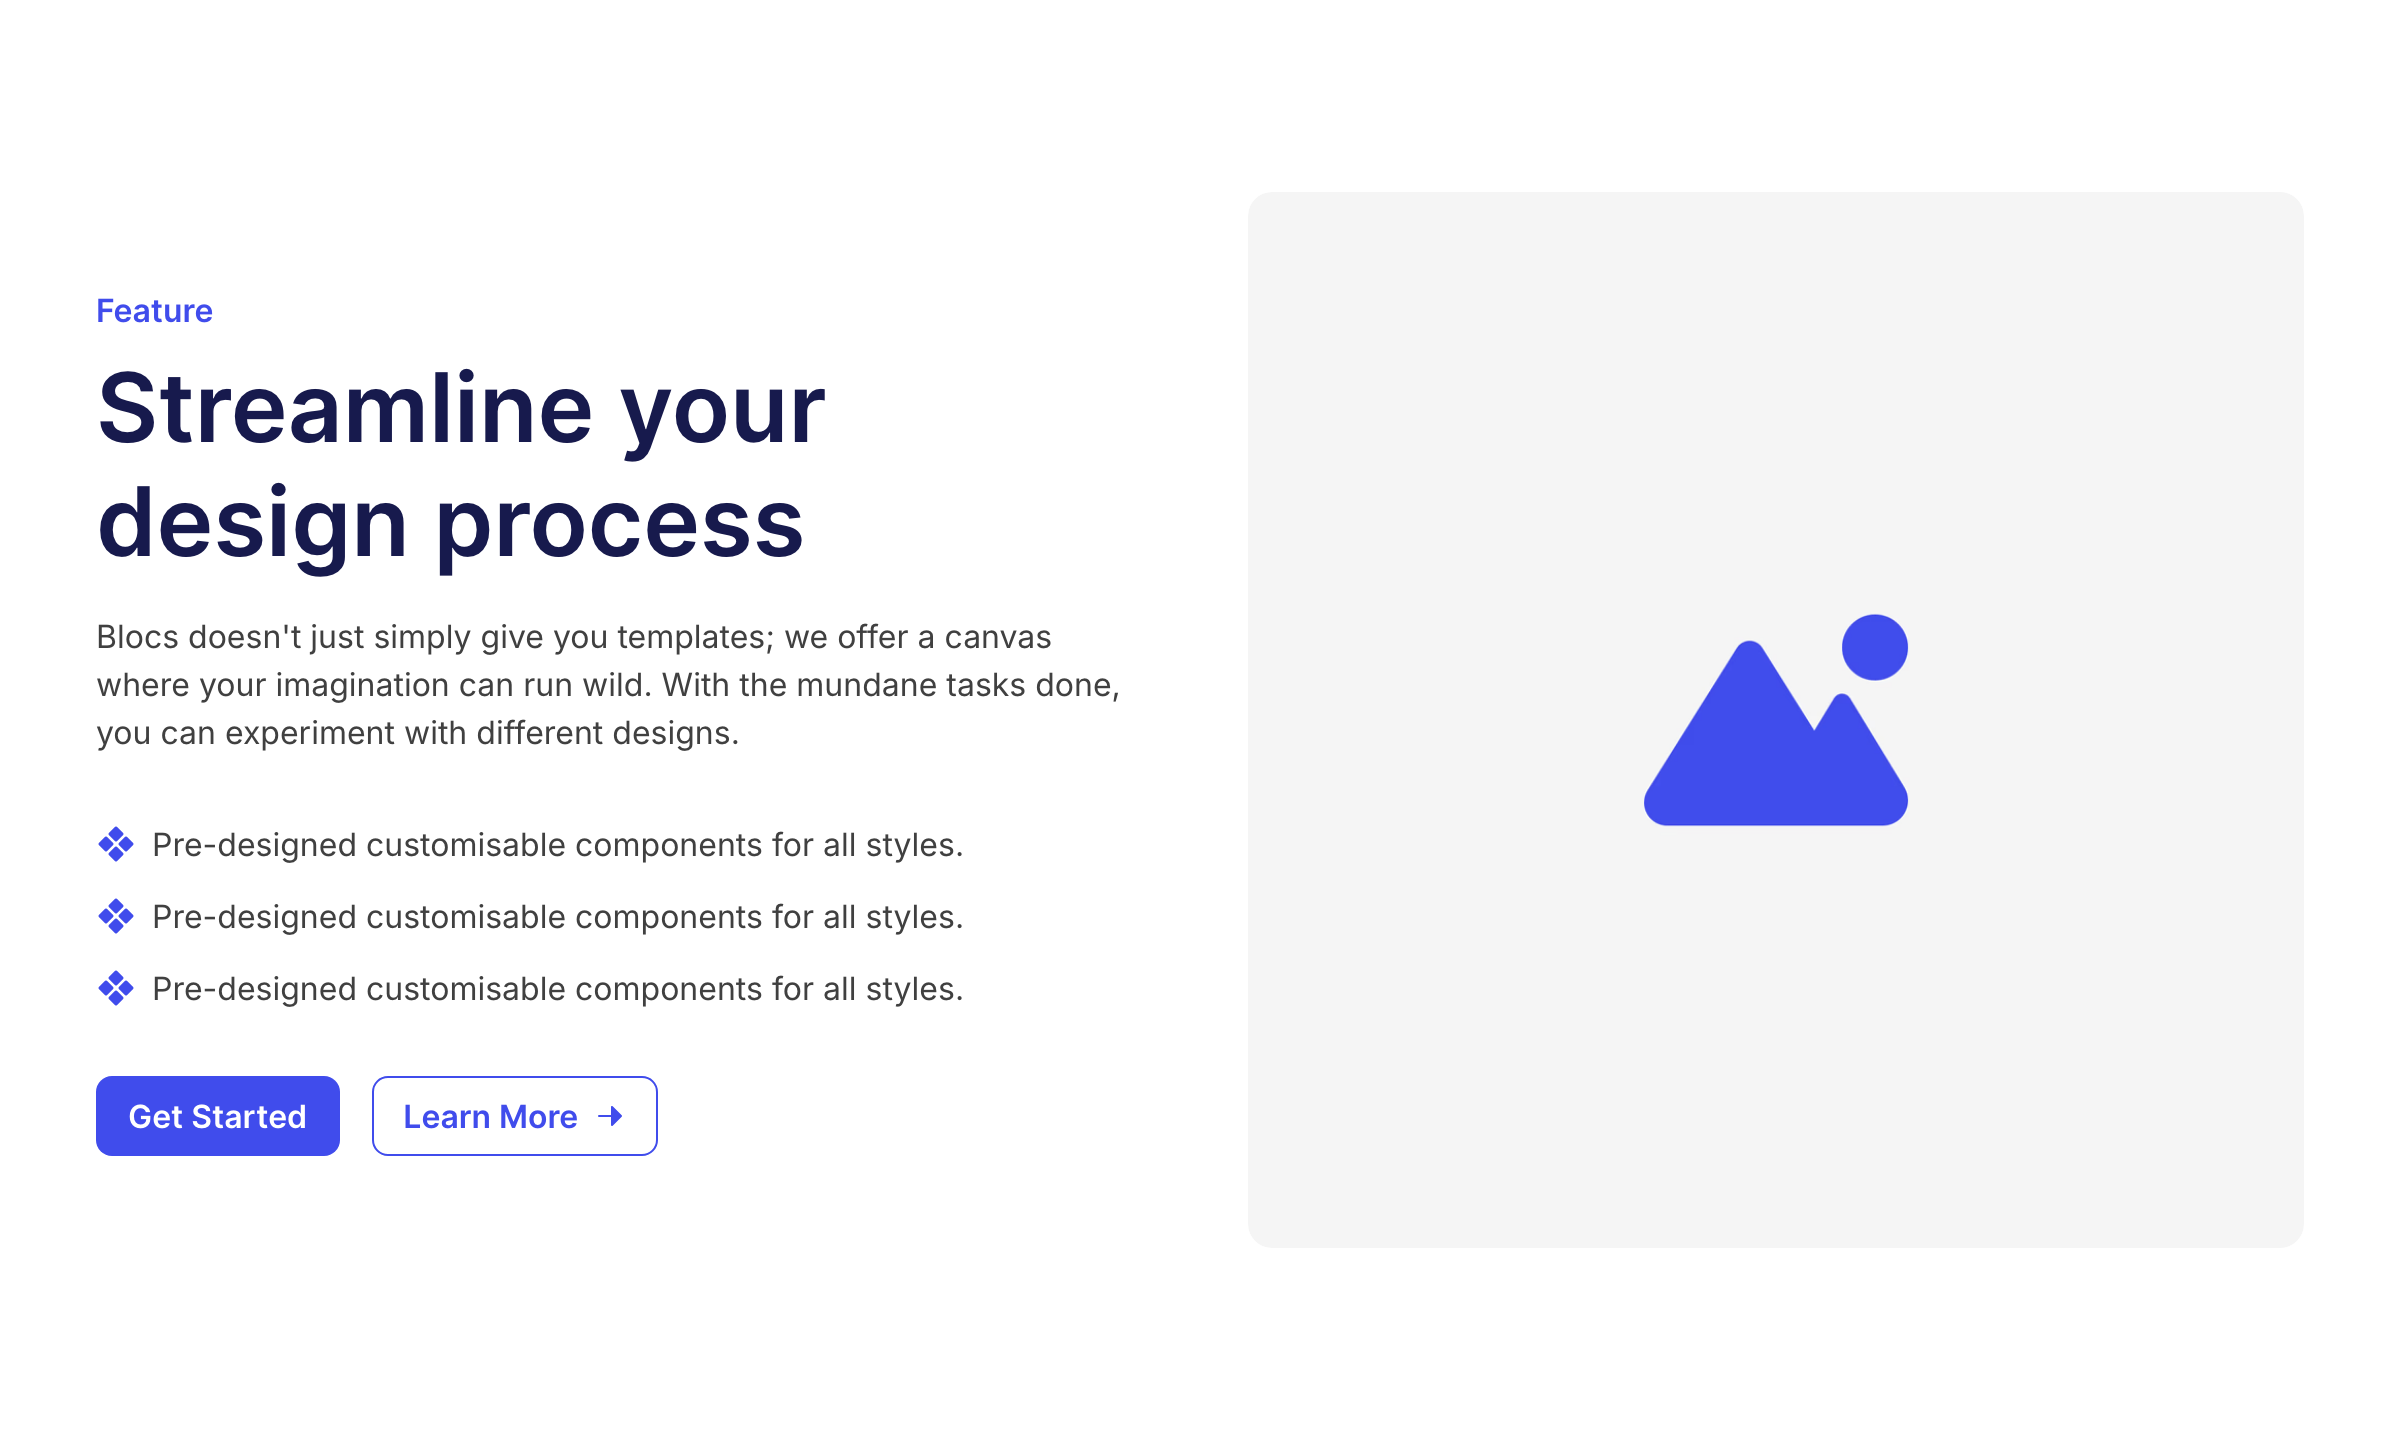 Feature
Streamline your
design process
Blocs doesn't just simply give you templates; we offer a canvas
where your imagination can run wild. With the mundane tasks done,
you can experiment with different designs.
Pre-designed customisable components for all styles.
Pre-designed customisable components for all styles.
Pre-designed customisable components for all styles.
Get Started
Learn More